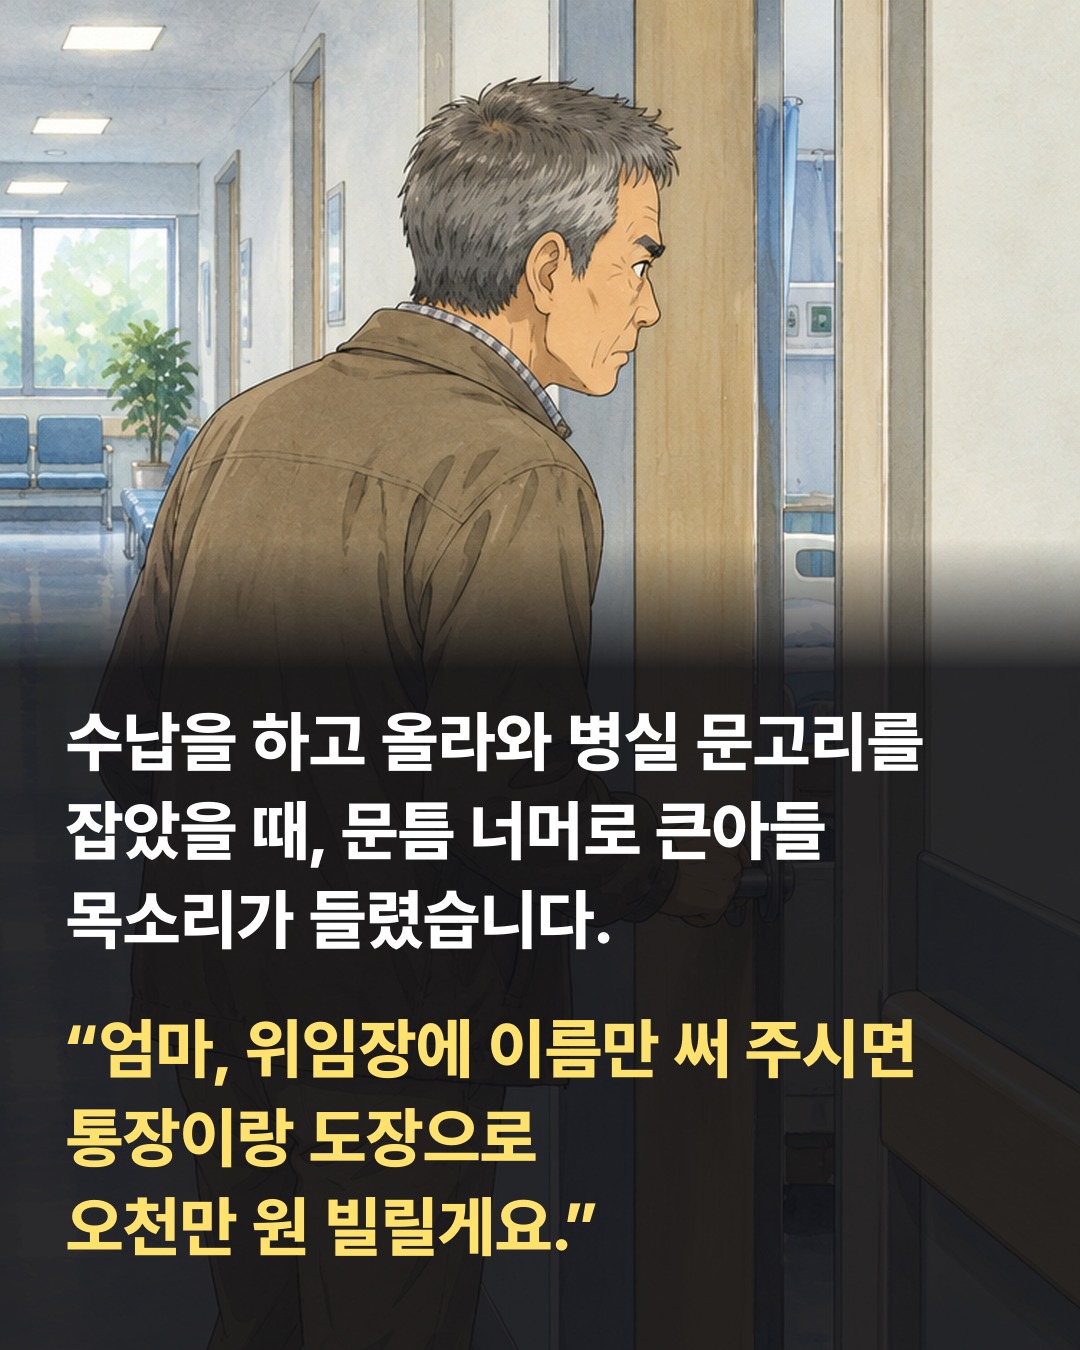 수납을 하고 올라와 병실 문고리를
잡았을 때, 문틈 너머로 큰아들
목소리가 들렸습니다.
“엄마, 위임장에 이름만 써 주시면
통장이랑 도장으로
오천만 원 빌릴게요.”